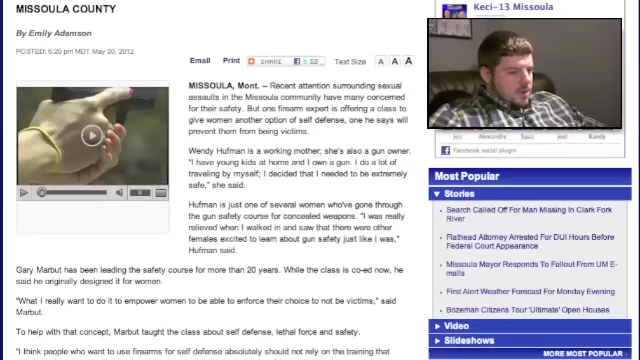 MISSOULA COUNTY
By Emily Adamson
POSTED: 6:20 pm MDT May 20, 2012
Email Print SHARE Text Size A A A
MISSOULA, Mont. -- Recent attention surrounding sexual
assaults in the Missoula community have many concerned
for their safety. But one firearm expert is offering a class to
give women another option of self defense, one he says will
prevent them from being victims.
Wendy Hufman is a working mother; she's also a gun owner.
"I have young kids at home and I own a gun. I do a lot of
traveling by myself; I decided that I needed to be extremely
safe," she said.
Hufman is just one of several women who've gone through
the gun safety course for concealed weapons. "I was really
relieved when I walked in and saw that there were other
females excited to learn about gun safety just like I was,"
Hufman said.
Gary Marbut has been leading the safety course for more than 20 years. While the class is co-ed now, he
said he originally designed it for women.
"What I really want to do it to empower women to be able to enforce their choice to not be victims," said
Marbut.
To help with that concept, Marbut taught the class about self defense, lethal force and safety.
"I think people who want to use firearms for self defense absolutely should not rely on the training that
Keci-13 Missoula
Jen Alexandre Spaz Joel Randy
Facebook social plugin
Most Popular
Stories
Search Called Off For Man Missing In Clark Fork
River
Flathead Attorney Arrested For DUI Hours Before
Federal Court Appearance
Missoula Mayor Responds To Fallout From UM E-
mails
First Alert Weather Forecast For Monday Evening
Bozeman Citizens Tour 'Ultimate' Open Houses
Video
Slideshows
MORE MOST POPULAR